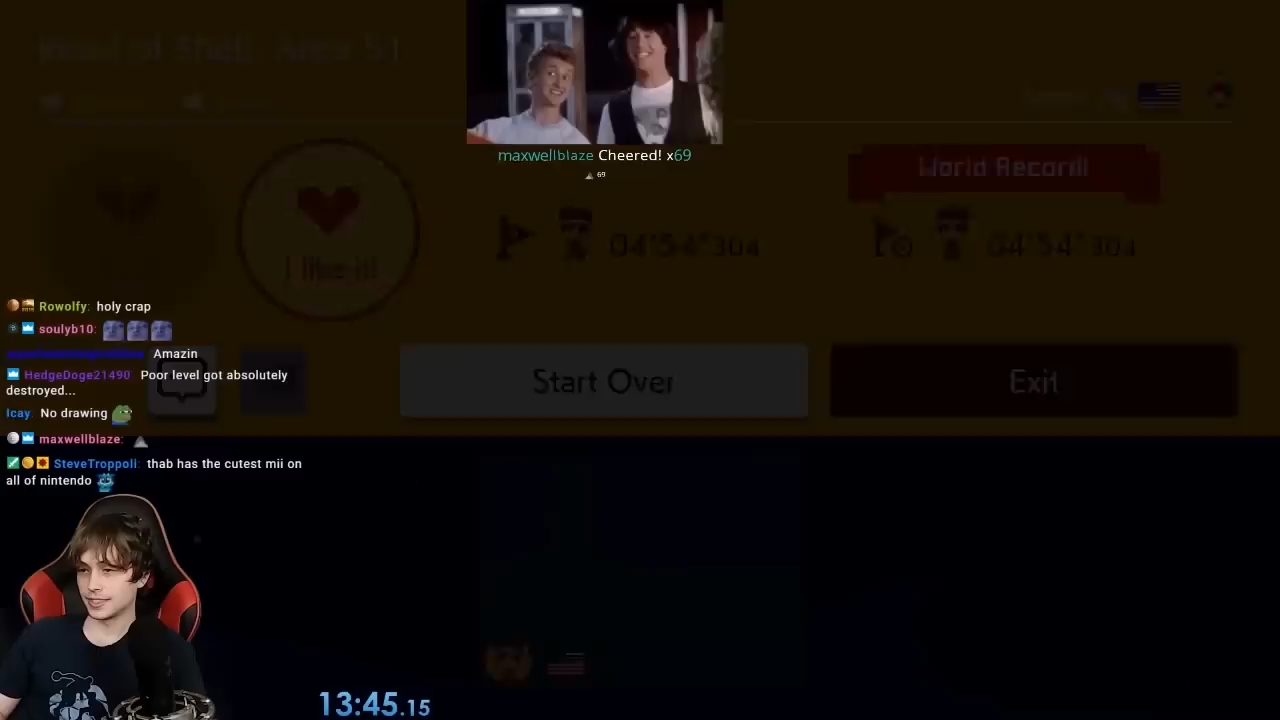 maxwellblaze Cheered! x69
69
World Record!
I like it!
04'54"304
04'54"304
Rowolfy: holy crap
soulyb10:
Amazin
HedgeDoge21490 Poor level got absolutely
destroyed...
Icay: No drawing
maxwellblaze:
SteveTroppoli: thab has the cutest mii on
all of nintendo
Start Over
Exit
13:45.15